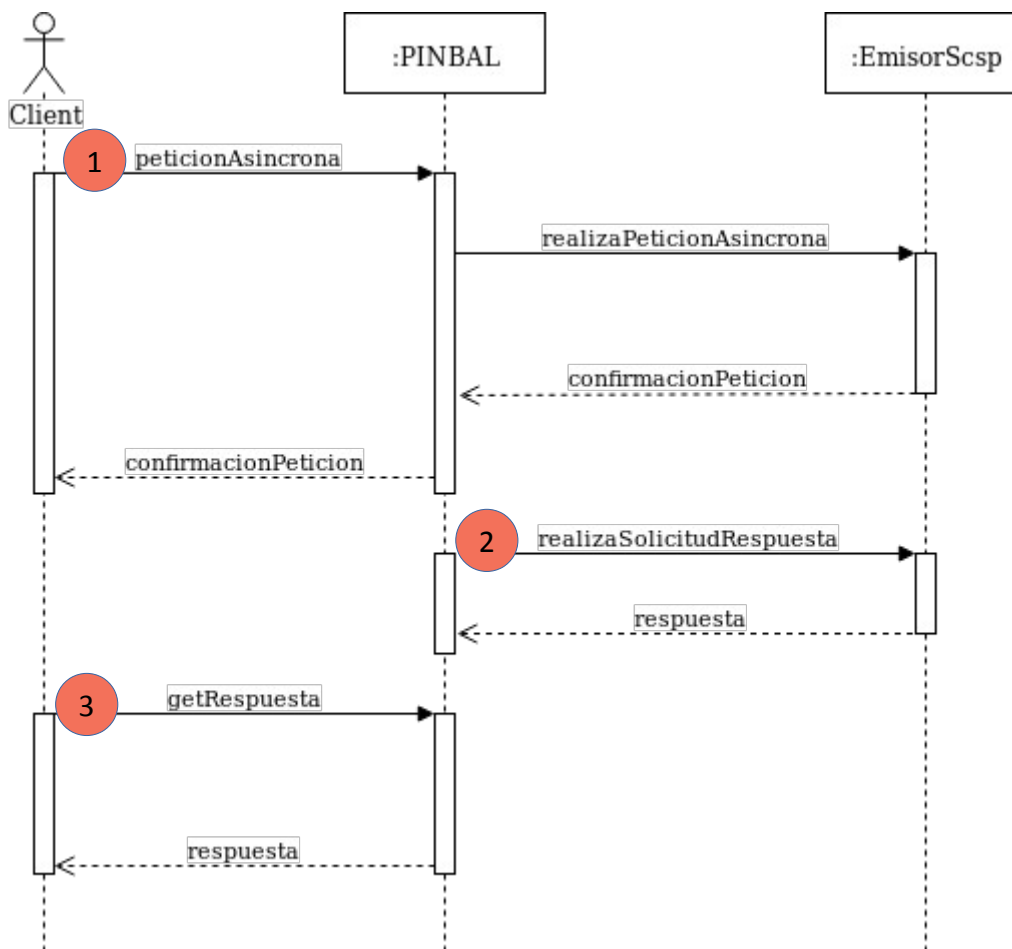 :PINBAL
:EmisorScsp
Client
1
peticionAsincrona
realizaPeticionAsincrona
confirmacionPeticion
confirmacionPeticion
2
realizaSolicitudRespuesta
respuesta
3
getRespuesta
respuesta